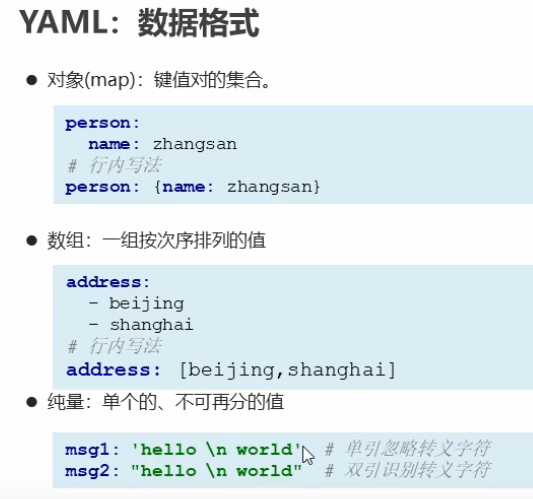 YAML：数据格式
● 对象(map)：键值对的集合。
person:
  name: zhangsan
# 行内写法
person: {name: zhangsan}
● 数组：一组按次序排列的值
address:
  - beijing
  - shanghai
# 行内写法
address: [beijing,shanghai]
● 纯量：单个的、不可再分的值
msg1: 'hello \n world'  # 单引忽略转义字符
msg2: "hello \n world"  # 双引识别转义字符